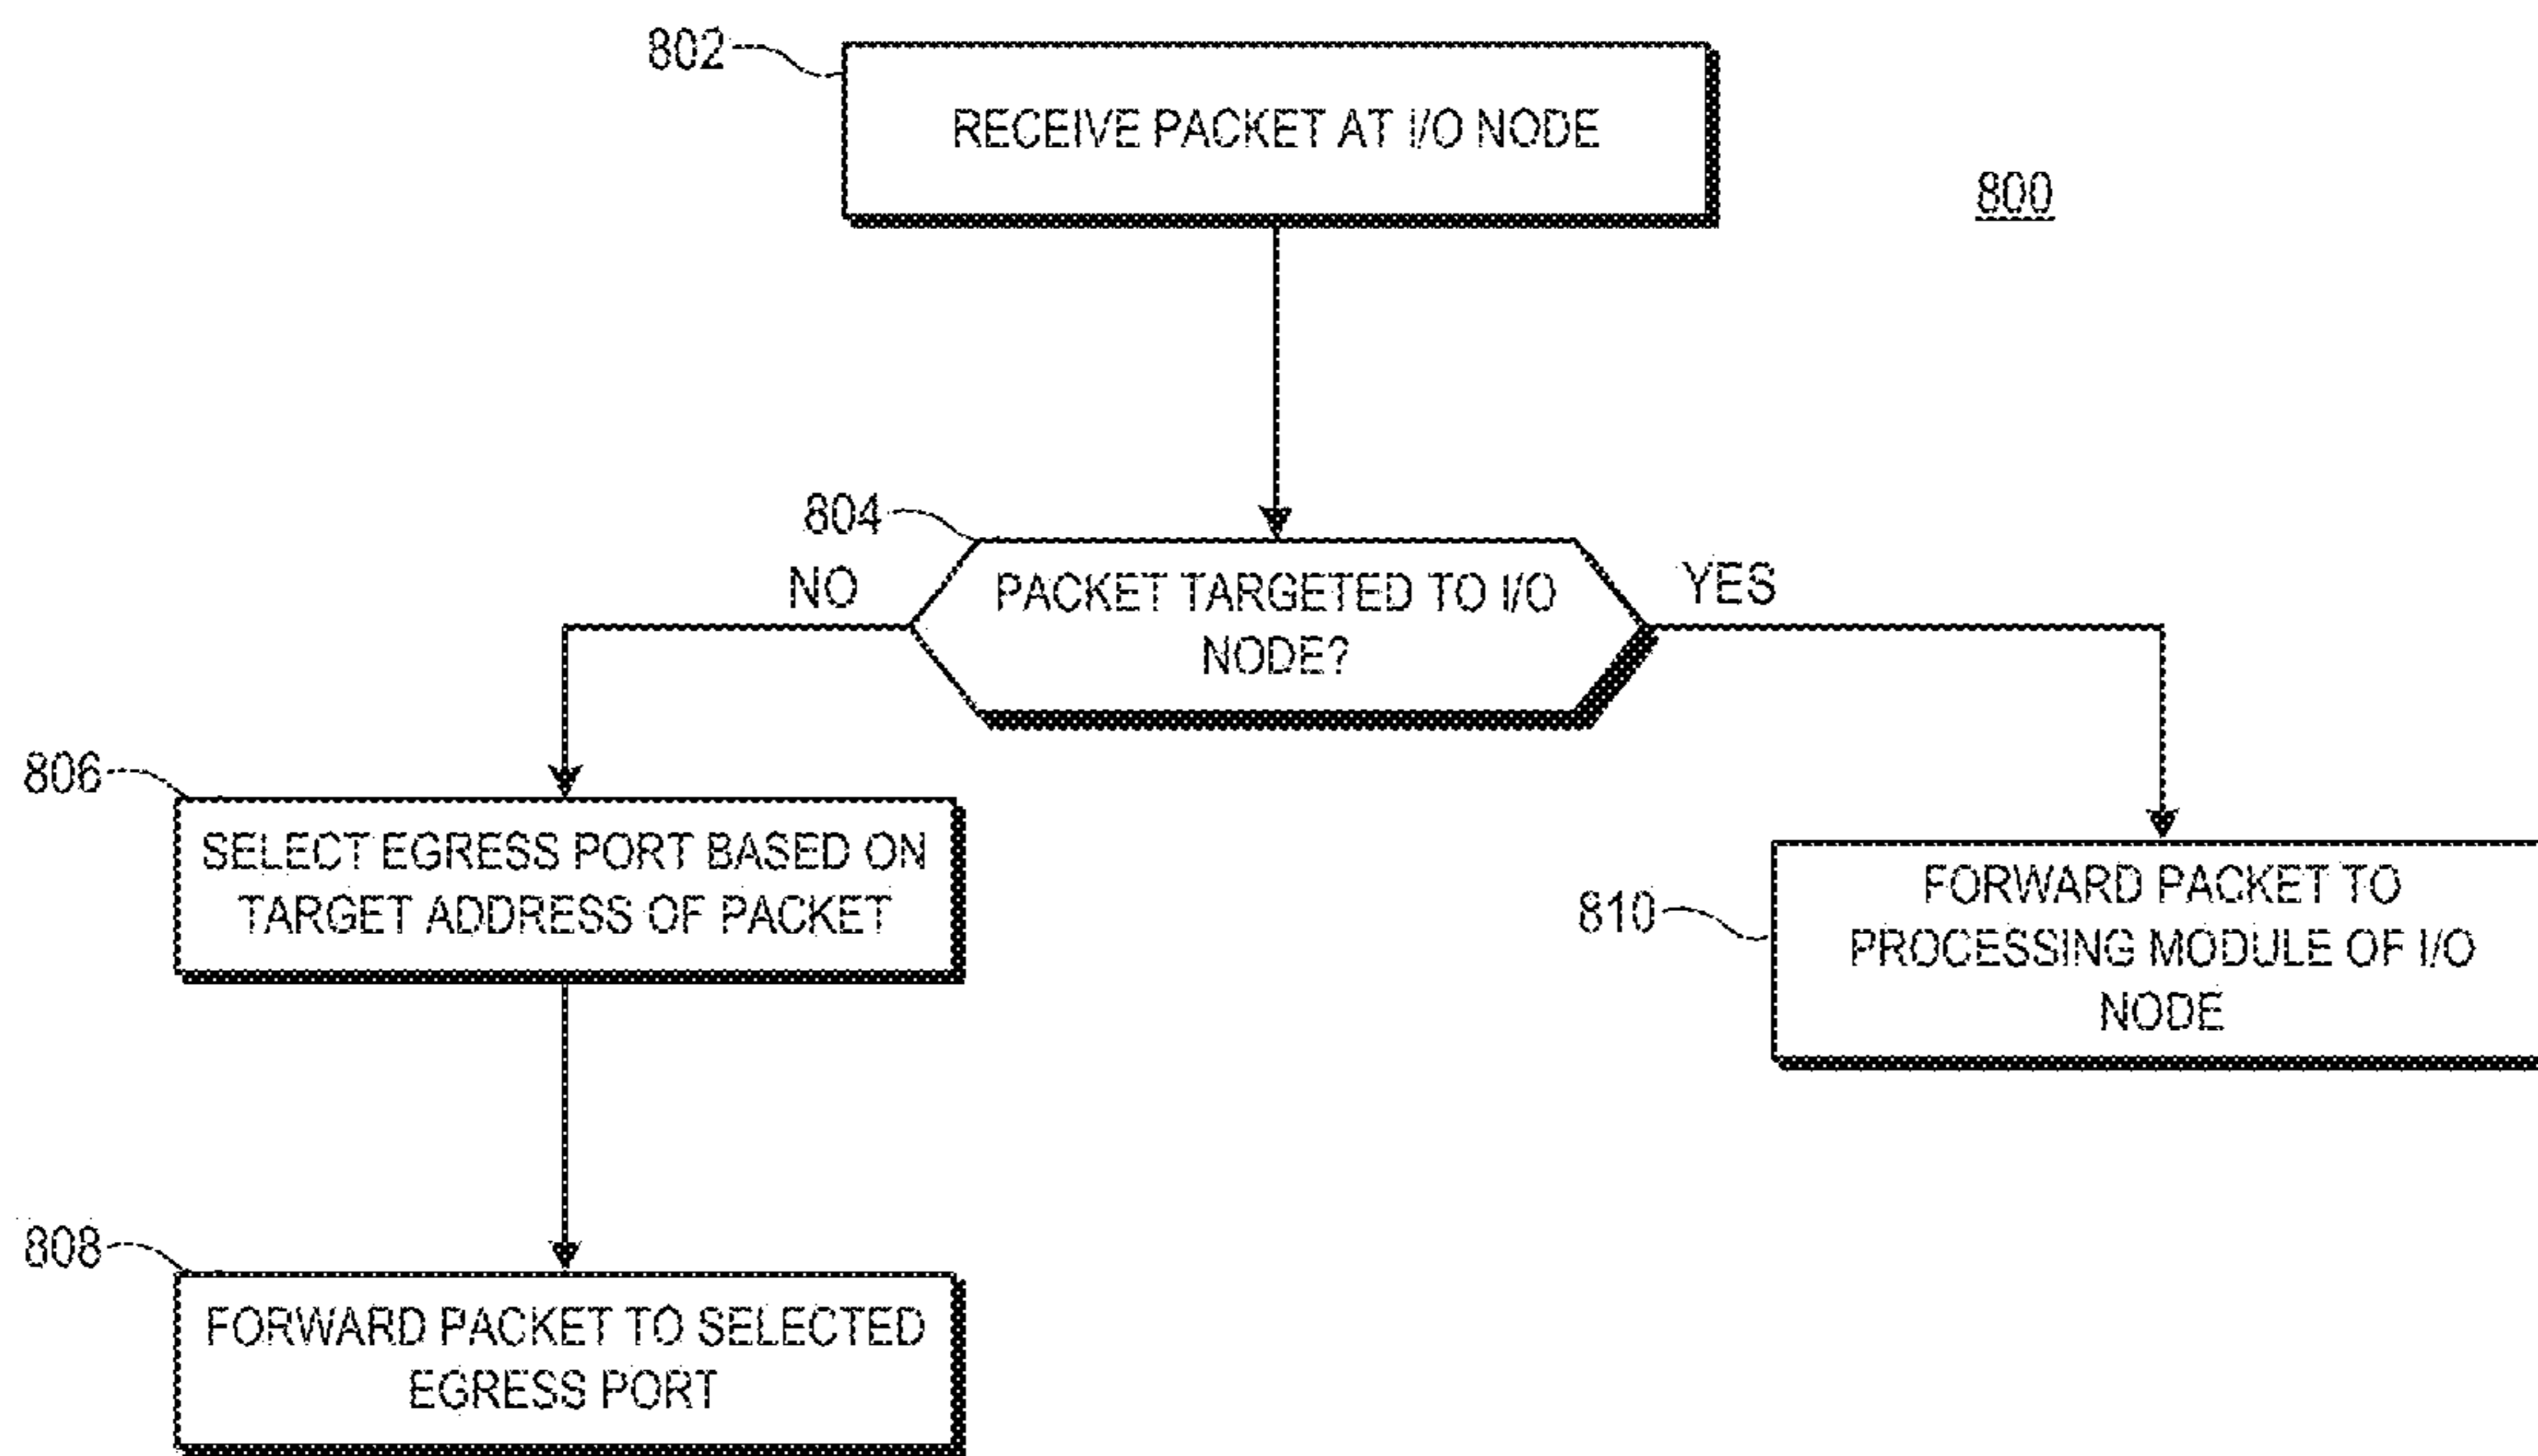 802
RECEIVE PACKET AT I/O NODE
800
804
NO
PACKET TARGETED TO I/O
NODE?
YES
806
SELECT EGRESS PORT BASED ON
TARGET ADDRESS OF PACKET
810
FORWARD PACKET TO
PROCESSING MODULE OF I/O
NODE
808
FORWARD PACKET TO SELECTED
EGRESS PORT